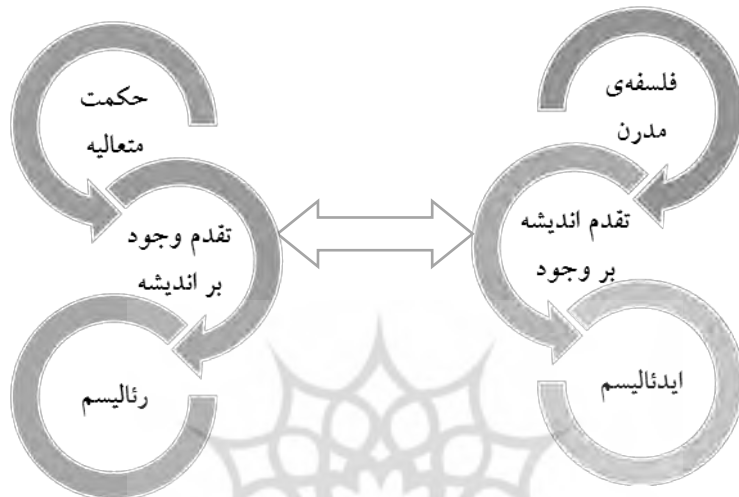 فلسفه‌ی
مدرن
تقدم اندیشه
بر وجود
ایدئالیسم
حکمت
متعالیه
تقدم وجود
بر اندیشه
رئالیسم